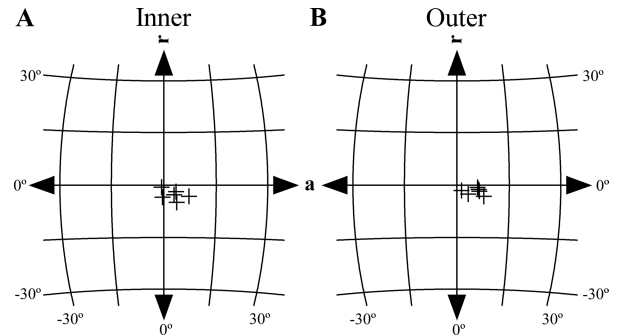 A Inner B Outer
r r
30º 30º
0º a 0º
-30º -30º
-30º 30º -30º 30º
0º 0º